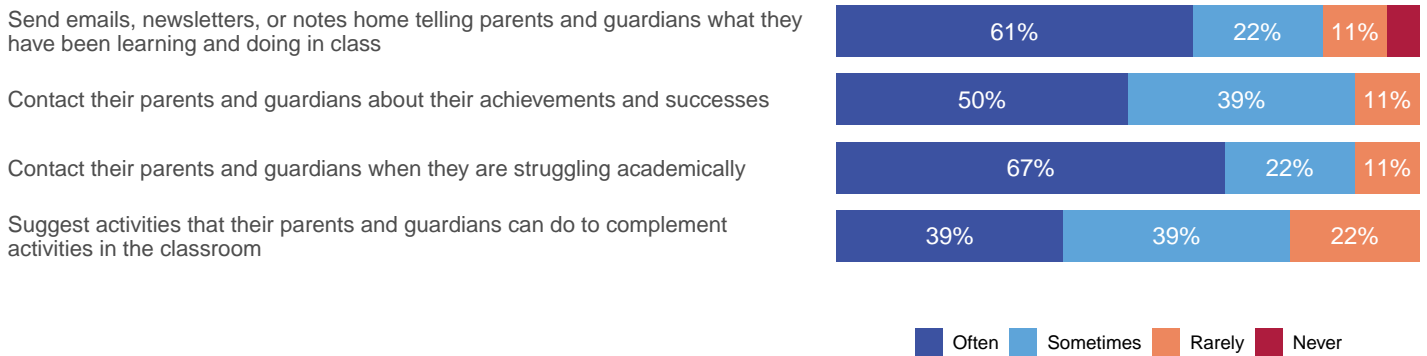 Send emails, newsletters, or notes home telling parents and guardians what they
have been learning and doing in class
61% 22% 11%
Contact their parents and guardians about their achievements and successes
50% 39% 11%
Contact their parents and guardians when they are struggling academically
67% 22% 11%
Suggest activities that their parents and guardians can do to complement
activities in the classroom
39% 39% 22%
Often Sometimes Rarely Never